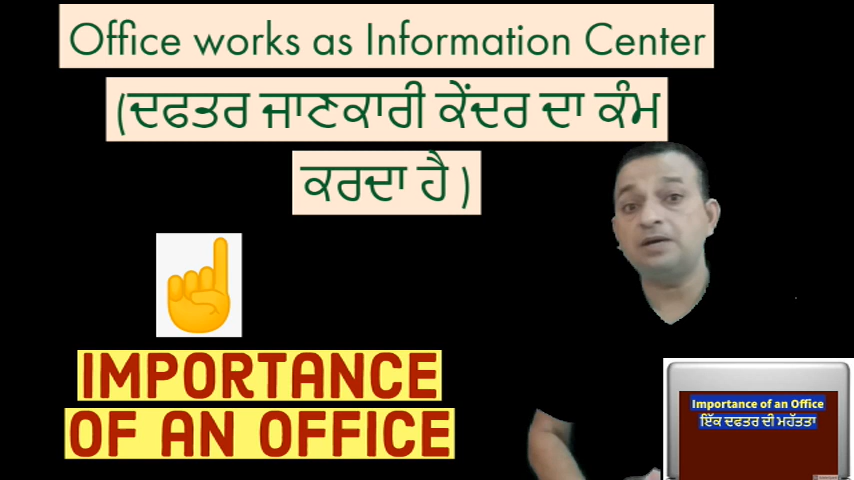 Office works as Information Center
(ਦਫਤਰ ਜਾਣਕਾਰੀ ਕੇਂਦਰ ਦਾ ਕੰਮ
ਕਰਦਾ ਹੈ )
IMPORTANCE
OF AN OFFICE
Importance of an Office
ਇੱਕ ਦਫਤਰ ਦੀ ਮਹੱਤਤਾ